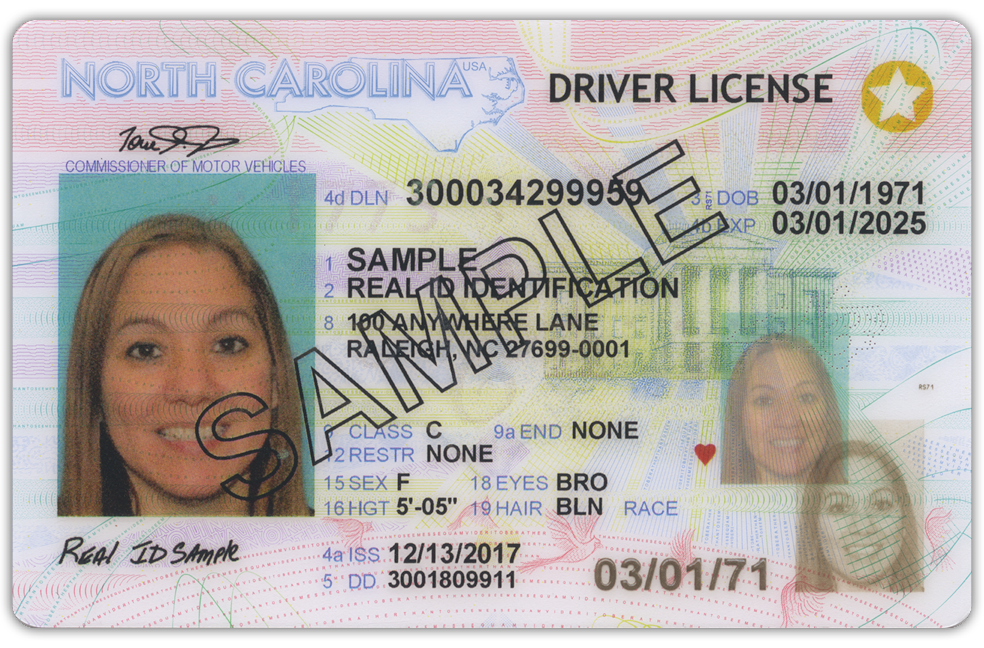 NORTH CAROLINA USA
DRIVER LICENSE
COMMISSIONER OF MOTOR VEHICLES
4d DLN 300034299959
3 DOB 03/01/1971
4b EXP 03/01/2025
1 SAMPLE
2 REAL ID IDENTIFICATION
8 100 ANYWHERE LANE
RALEIGH, NC 27699-0001
SAMPLE
9 CLASS C 9a END NONE
12 RESTR NONE
15 SEX F 18 EYES BRO
16 HGT 5'-05" 19 HAIR BLN RACE
4a ISS 12/13/2017
5 DD 3001809911
REAL ID SAMPLE
03/01/71
RS71
RS71